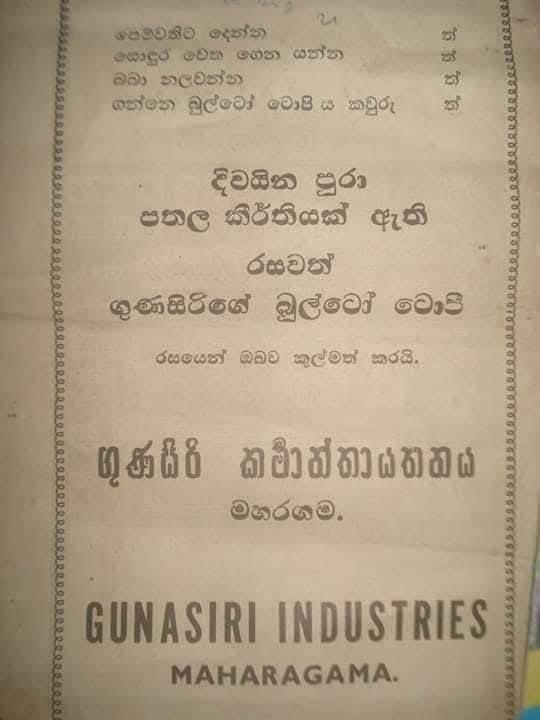 පෙම්වතිට දෙන්න ත්
යොඳුර වෙත ගෙන යන්න ත්
බබා නලවන්න ත්
ගන්නෙ බුල්ටෝ ටොපි ය කවුරු ත්
දිවයින පුරා
පතල කීර්තියක් ඇති
රසවත්
ගුණසිරිගේ බුල්ටෝ ටොපී
රසයෙන් ඔබව කුල්මත් කරයි.
ගුණසිරි කර්මාන්තායතනය
මහරගම.
GUNASIRI INDUSTRIES
MAHARAGAMA.